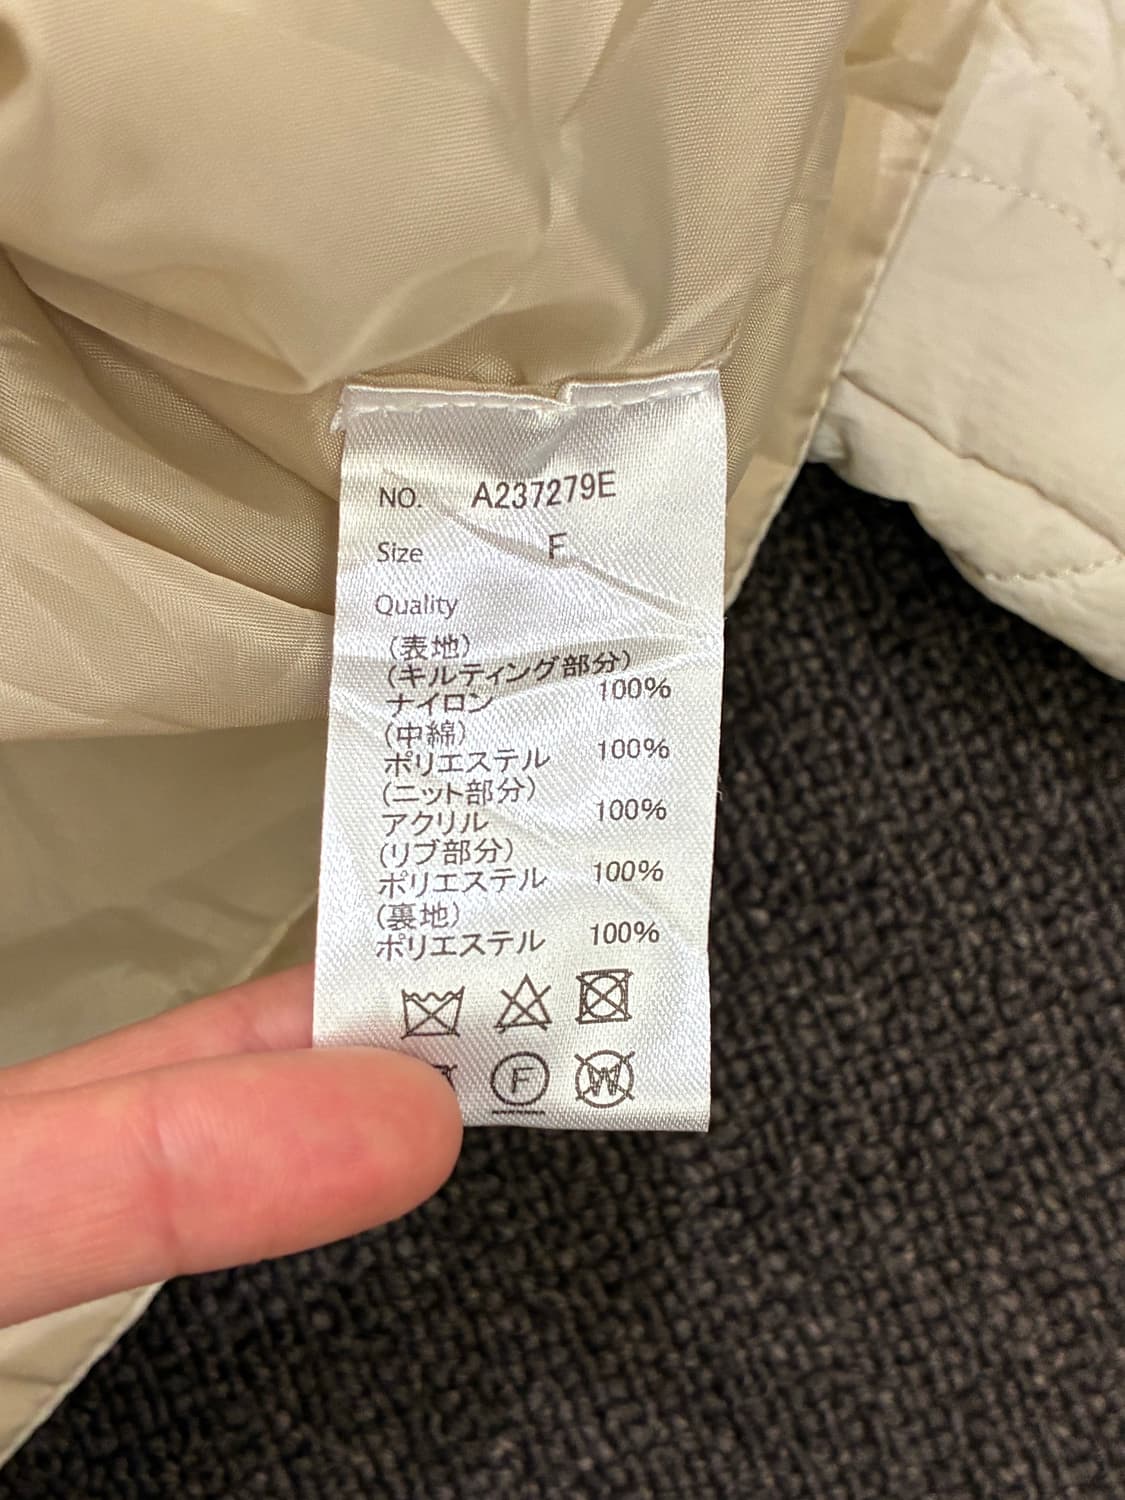 NO. A237279E
Size F
Quality
(表地)
(キルティング部分)
ナイロン 100%
(中綿)
ポリエステル 100%
(ニット部分)
アクリル 100%
(リブ部分)
ポリエステル 100%
(裏地)
ポリエステル 100%
F W